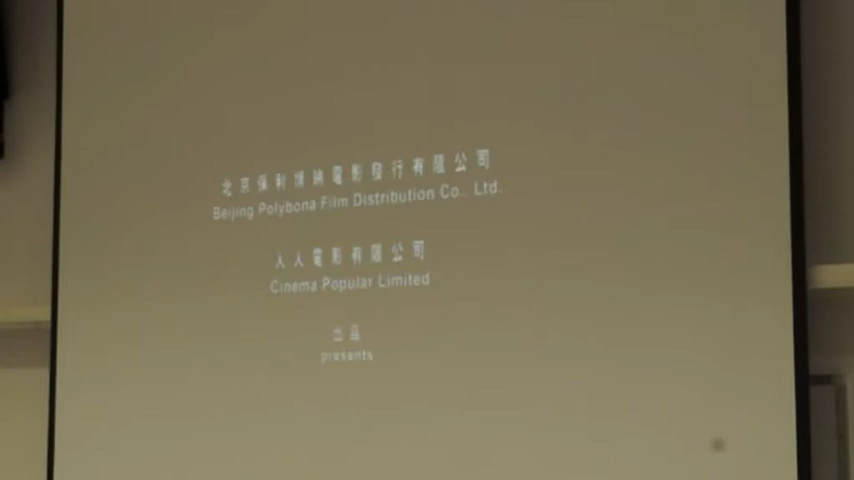 北京保利博納電影發行有限公司
Beijing Polybona Film Distribution Co., Ltd.
人人電影有限公司
Cinema Popular Limited
出品
presents